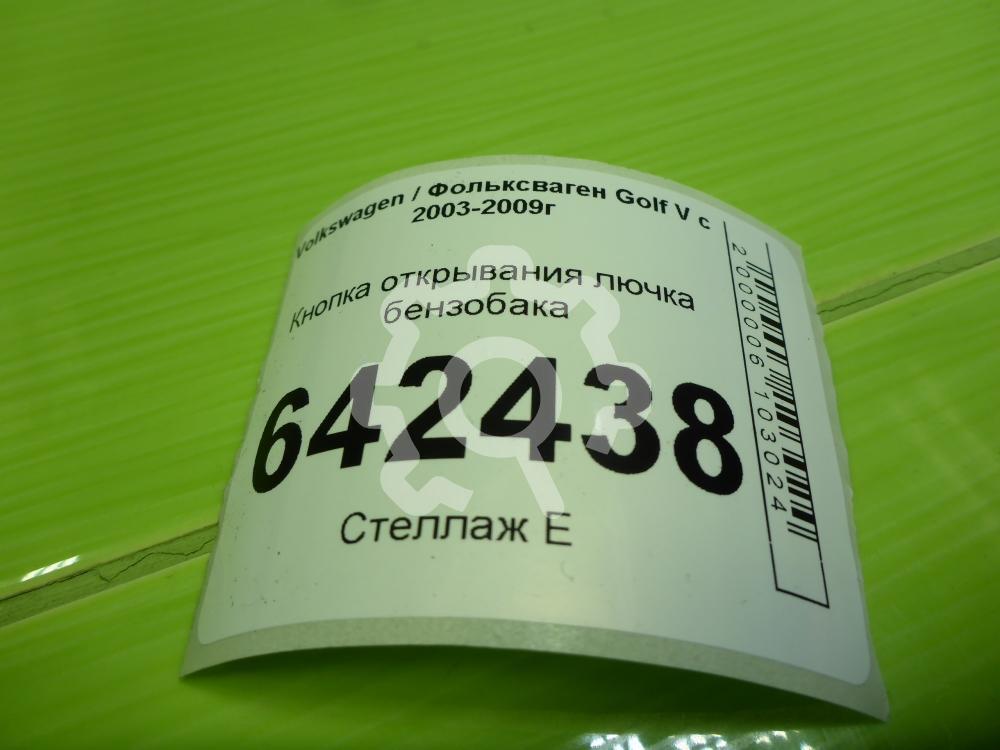 Volkswagen / Фольксваген Golf V с
2003-2009г
Кнопка открывания лючка
бензобака
642438
Стеллаж Е
2000006103024